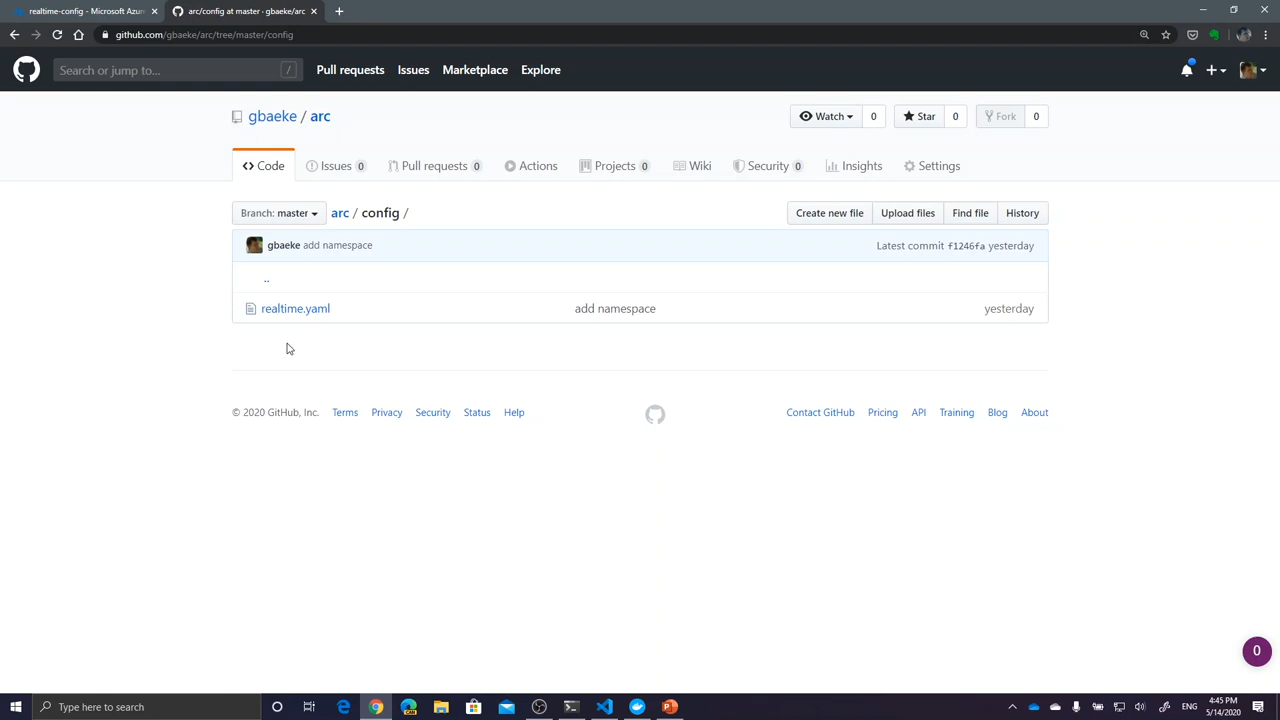 realtime-config - Microsoft Azur
arc/config at master · gbaeke/arc
github.com/gbaeke/arc/tree/master/config
Search or jump to...
/
Pull requests
Issues
Marketplace
Explore
gbaeke / arc
Watch 0
Star 0
Fork 0
Code
Issues 0
Pull requests 0
Actions
Projects 0
Wiki
Security 0
Insights
Settings
Branch: master
arc / config /
Create new file
Upload files
Find file
History
gbaeke add namespace
Latest commit f1246fa yesterday
..
realtime.yaml add namespace yesterday
© 2020 GitHub, Inc. Terms Privacy Security Status Help
Contact GitHub Pricing API Training Blog About
0
Type here to search
ENG
4:45 PM
5/14/2020